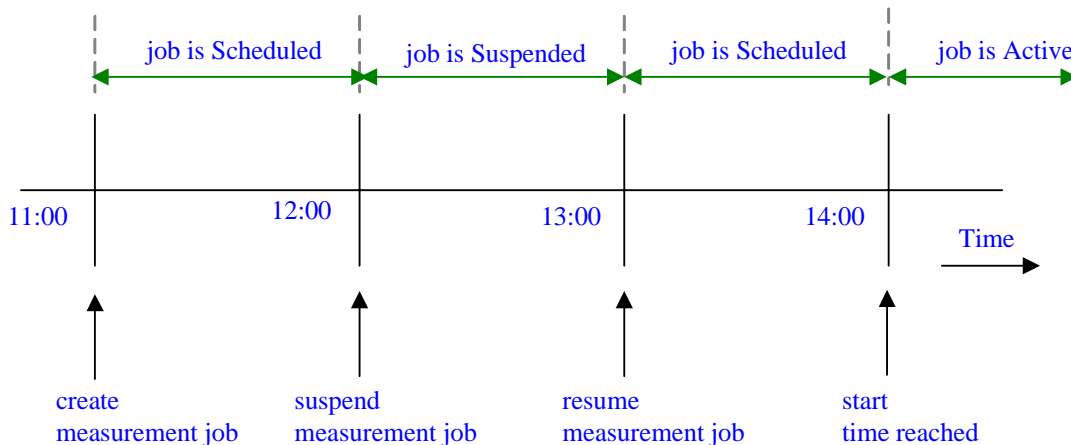 job is Scheduled
job is Suspended
job is Scheduled
job is Active
11:00
12:00
13:00
14:00
Time
create
measurement job
suspend
measurement job
resume
measurement job
start
time reached